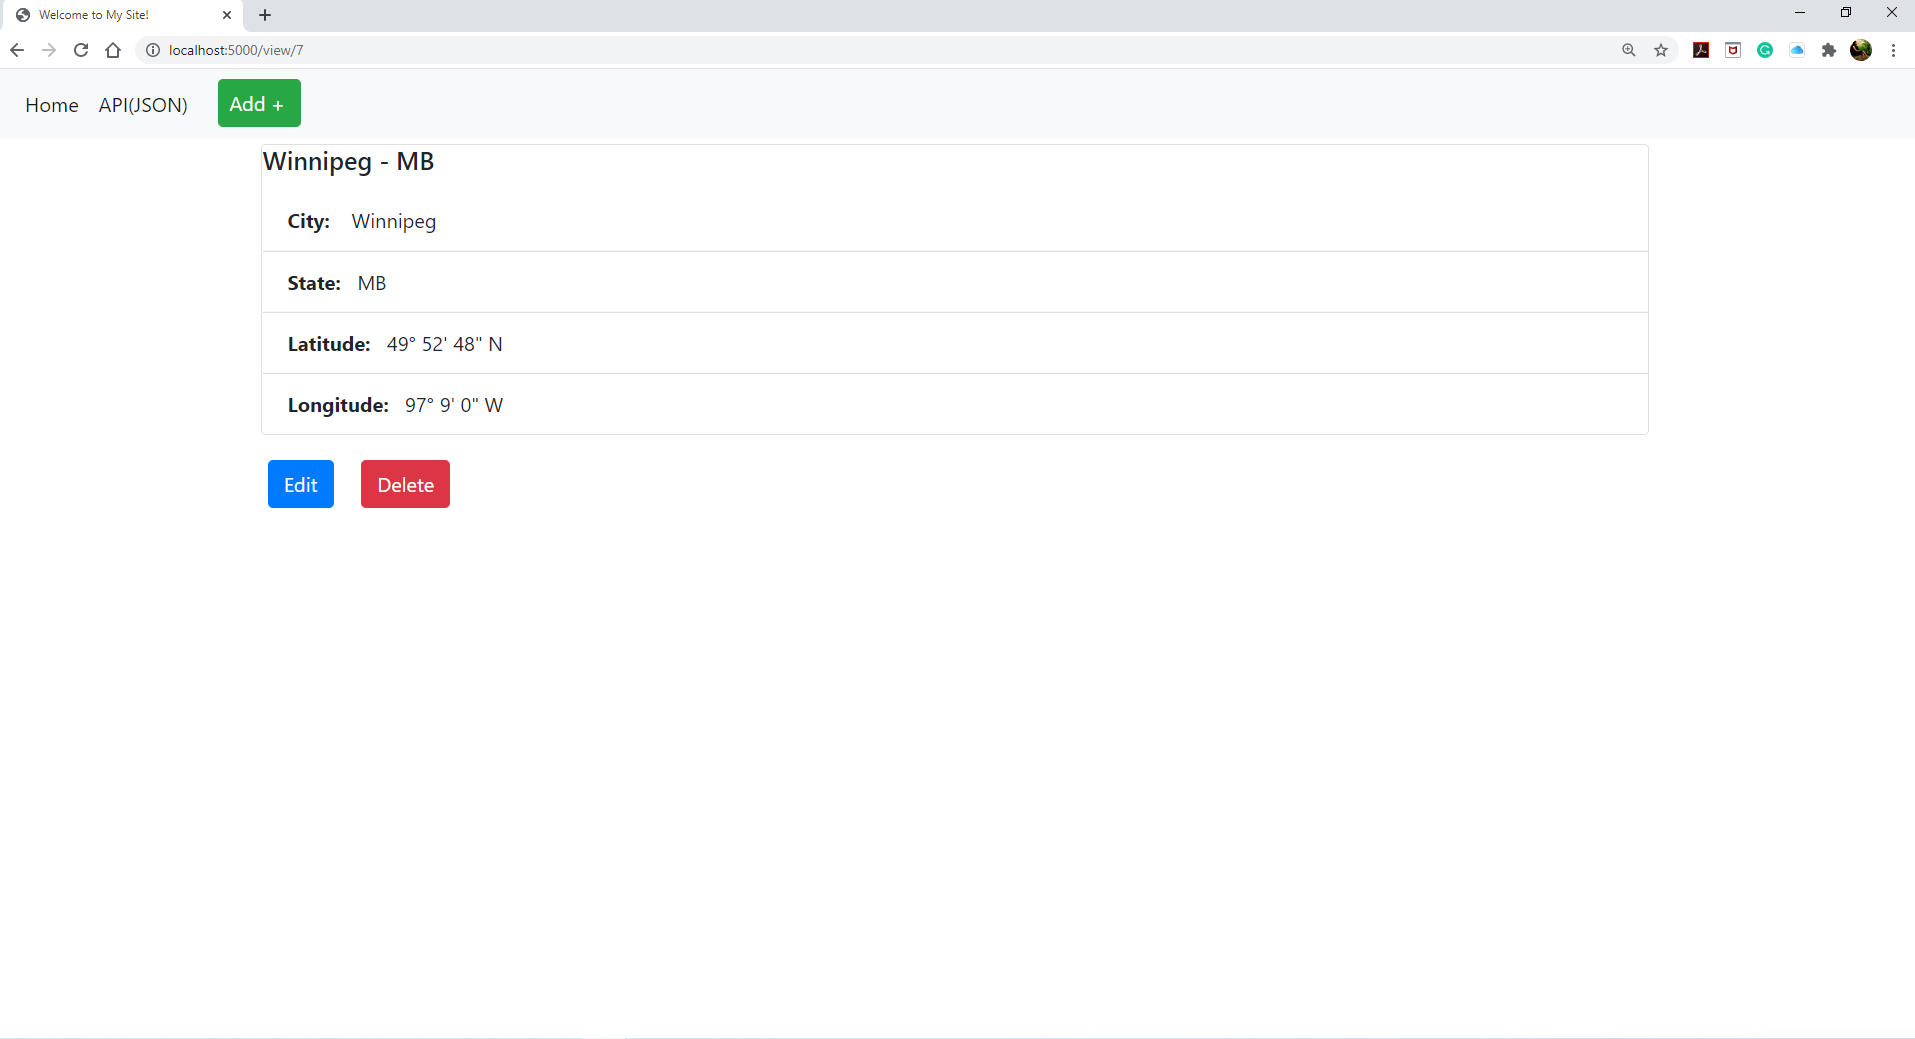 Welcome to My Site!
localhost:5000/view/7
Home API(JSON) Add +
Winnipeg - MB
City: Winnipeg
State: MB
Latitude: 49° 52' 48" N
Longitude: 97° 9' 0" W
Edit Delete